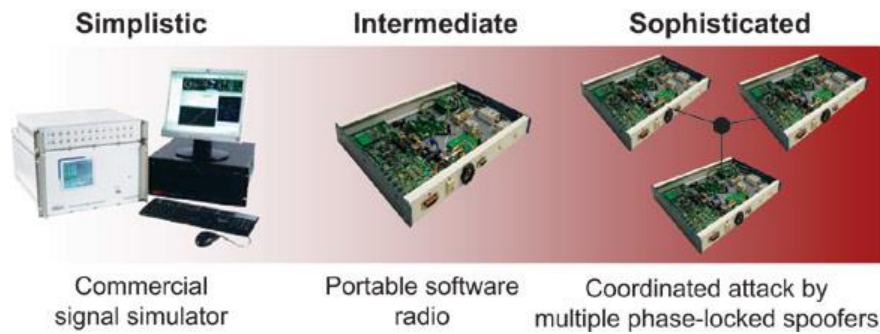 Simplistic
Intermediate
Sophisticated
Commercial
signal simulator
Portable software
radio
Coordinated attack by
multiple phase-locked spoofers